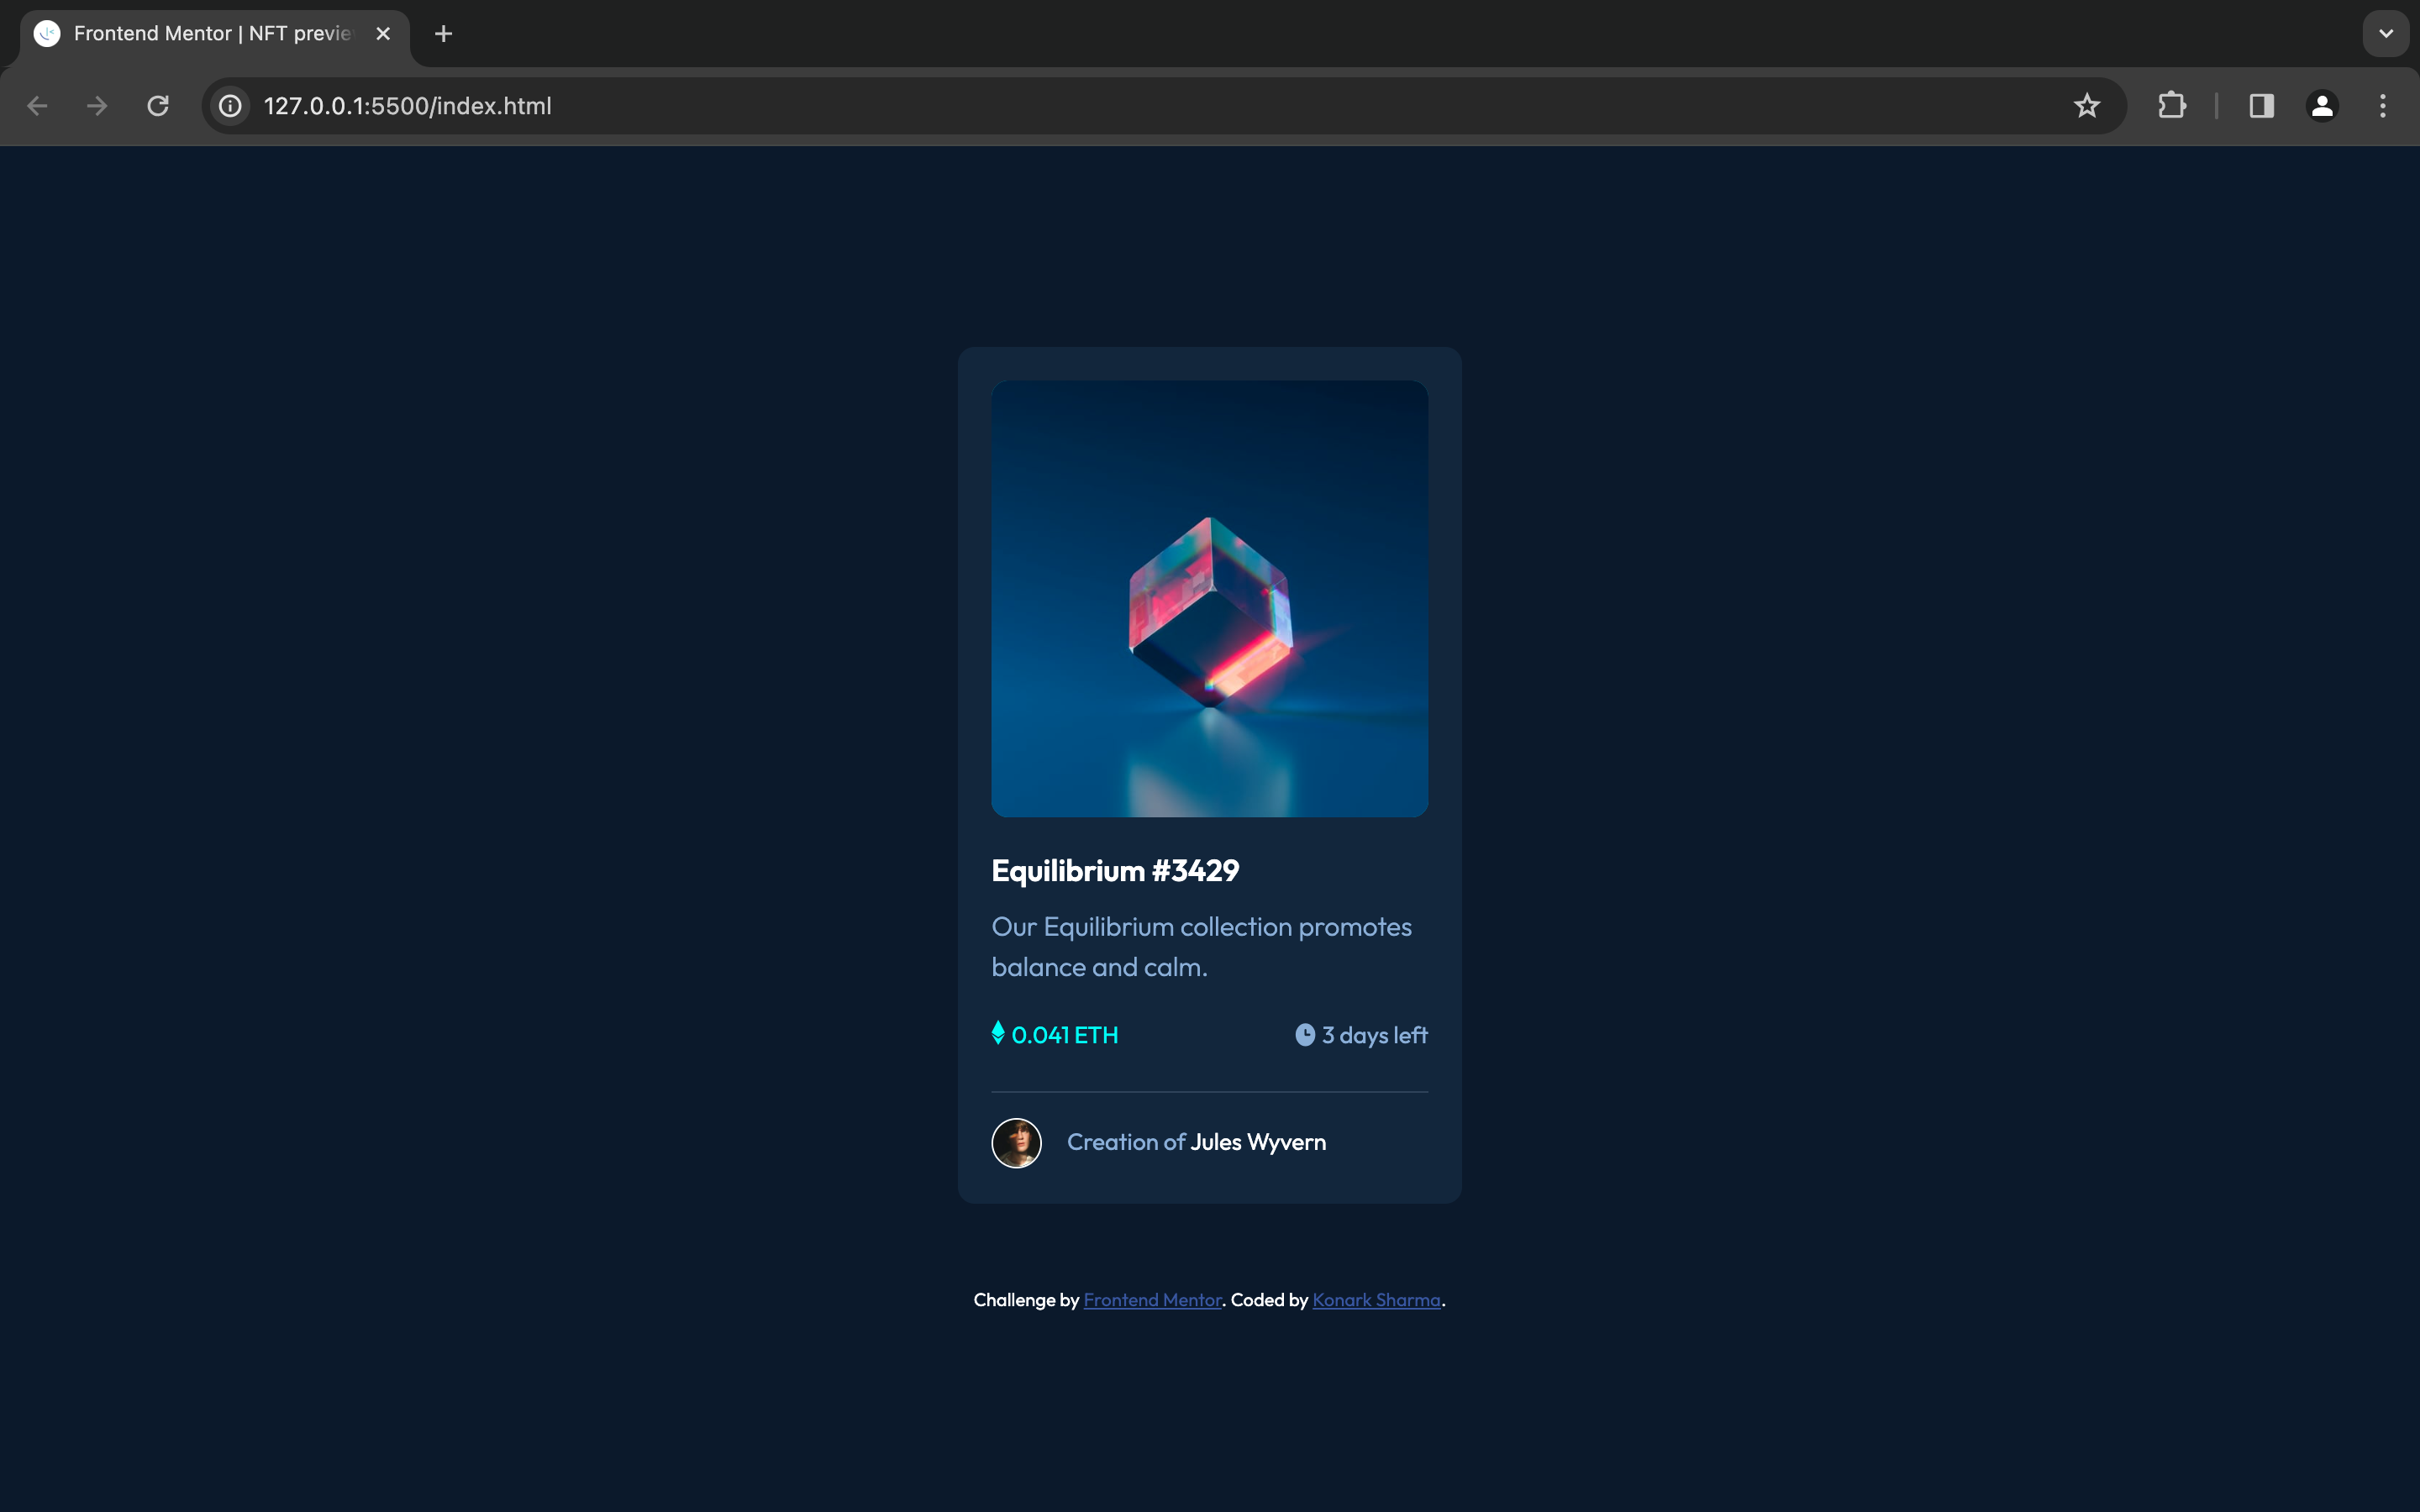 Frontend Mentor | NFT previe
127.0.0.1:5500/index.html
Equilibrium #3429
Our Equilibrium collection promotes
balance and calm.
0.041 ETH
3 days left
Creation of Jules Wyvern
Challenge by Frontend Mentor. Coded by Konark Sharma.